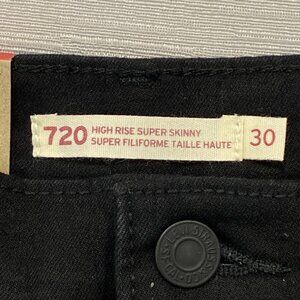 720 HIGH RISE SUPER SKINNY
SUPER FILIFORME TAILLE HAUTE
30